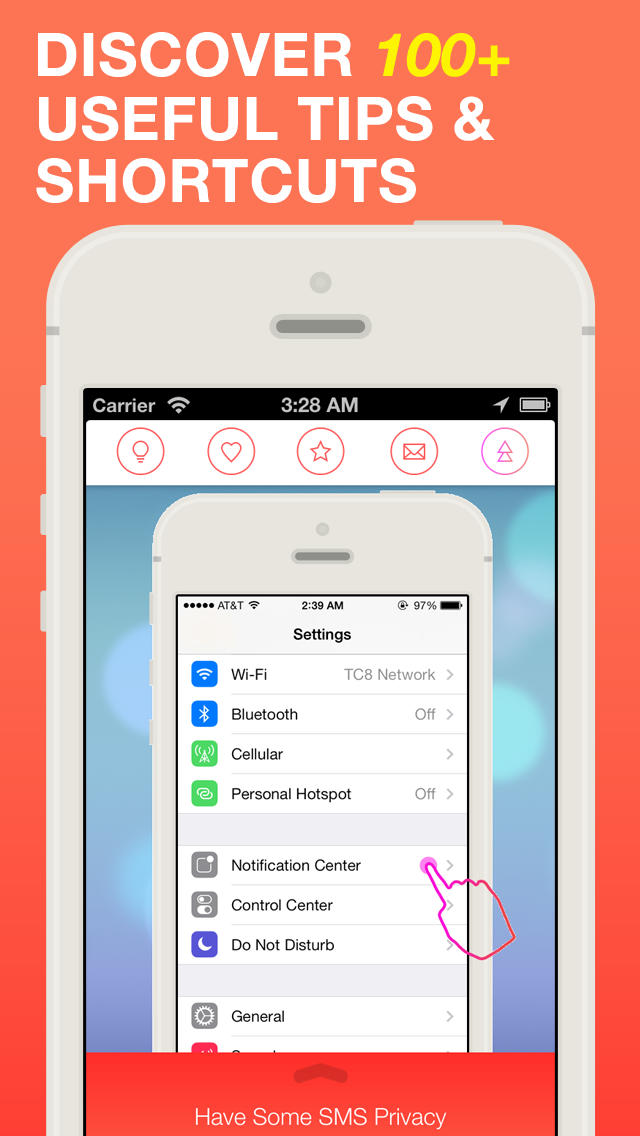 DISCOVER 100+
USEFUL TIPS &
SHORTCUTS
Carrier 3:28 AM
AT&T 2:39 AM 97%
Settings
Wi-Fi TC8 Network
Bluetooth Off
Cellular
Personal Hotspot Off
Notification Center
Control Center
Do Not Disturb
General
Have Some SMS Privacy